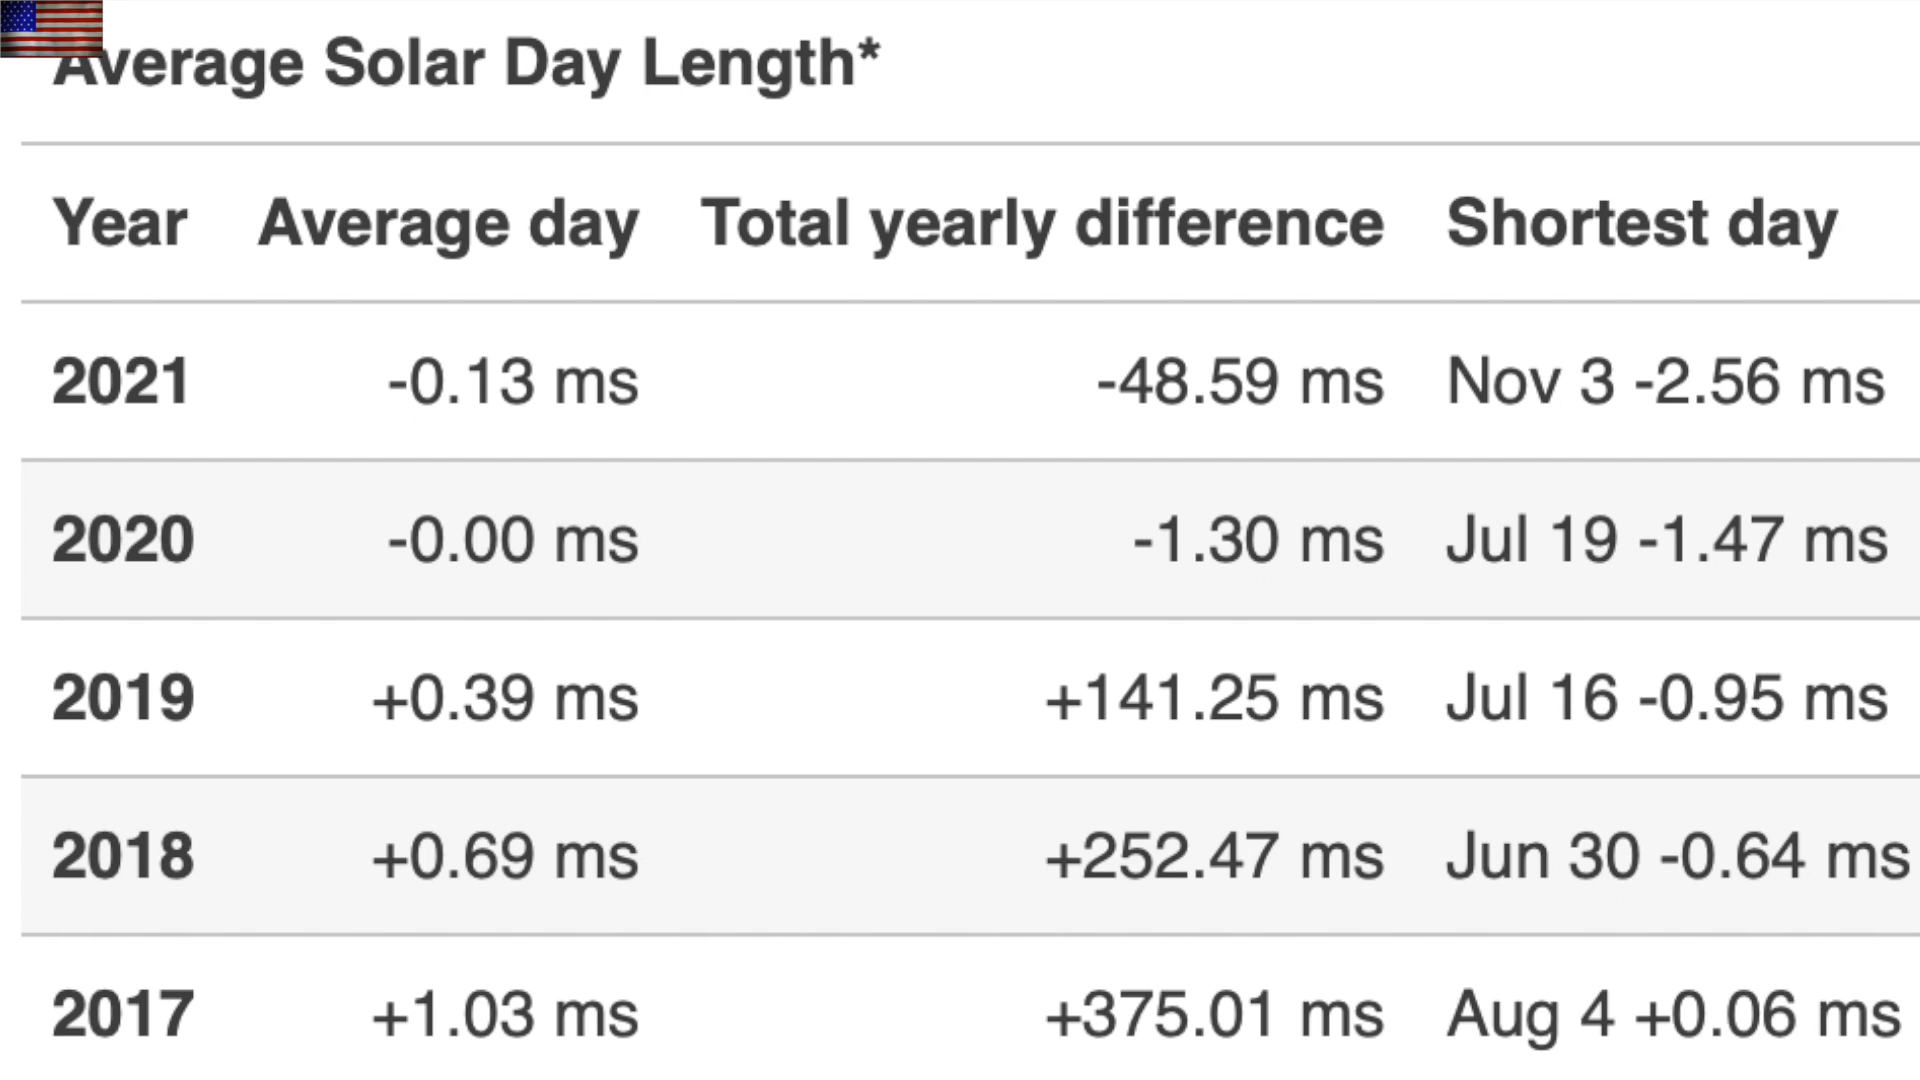 Average Solar Day Length*
Year Average day Total yearly difference Shortest day
2021 -0.13 ms -48.59 ms Nov 3 -2.56 ms
2020 -0.00 ms -1.30 ms Jul 19 -1.47 ms
2019 +0.39 ms +141.25 ms Jul 16 -0.95 ms
2018 +0.69 ms +252.47 ms Jun 30 -0.64 ms
2017 +1.03 ms +375.01 ms Aug 4 +0.06 ms